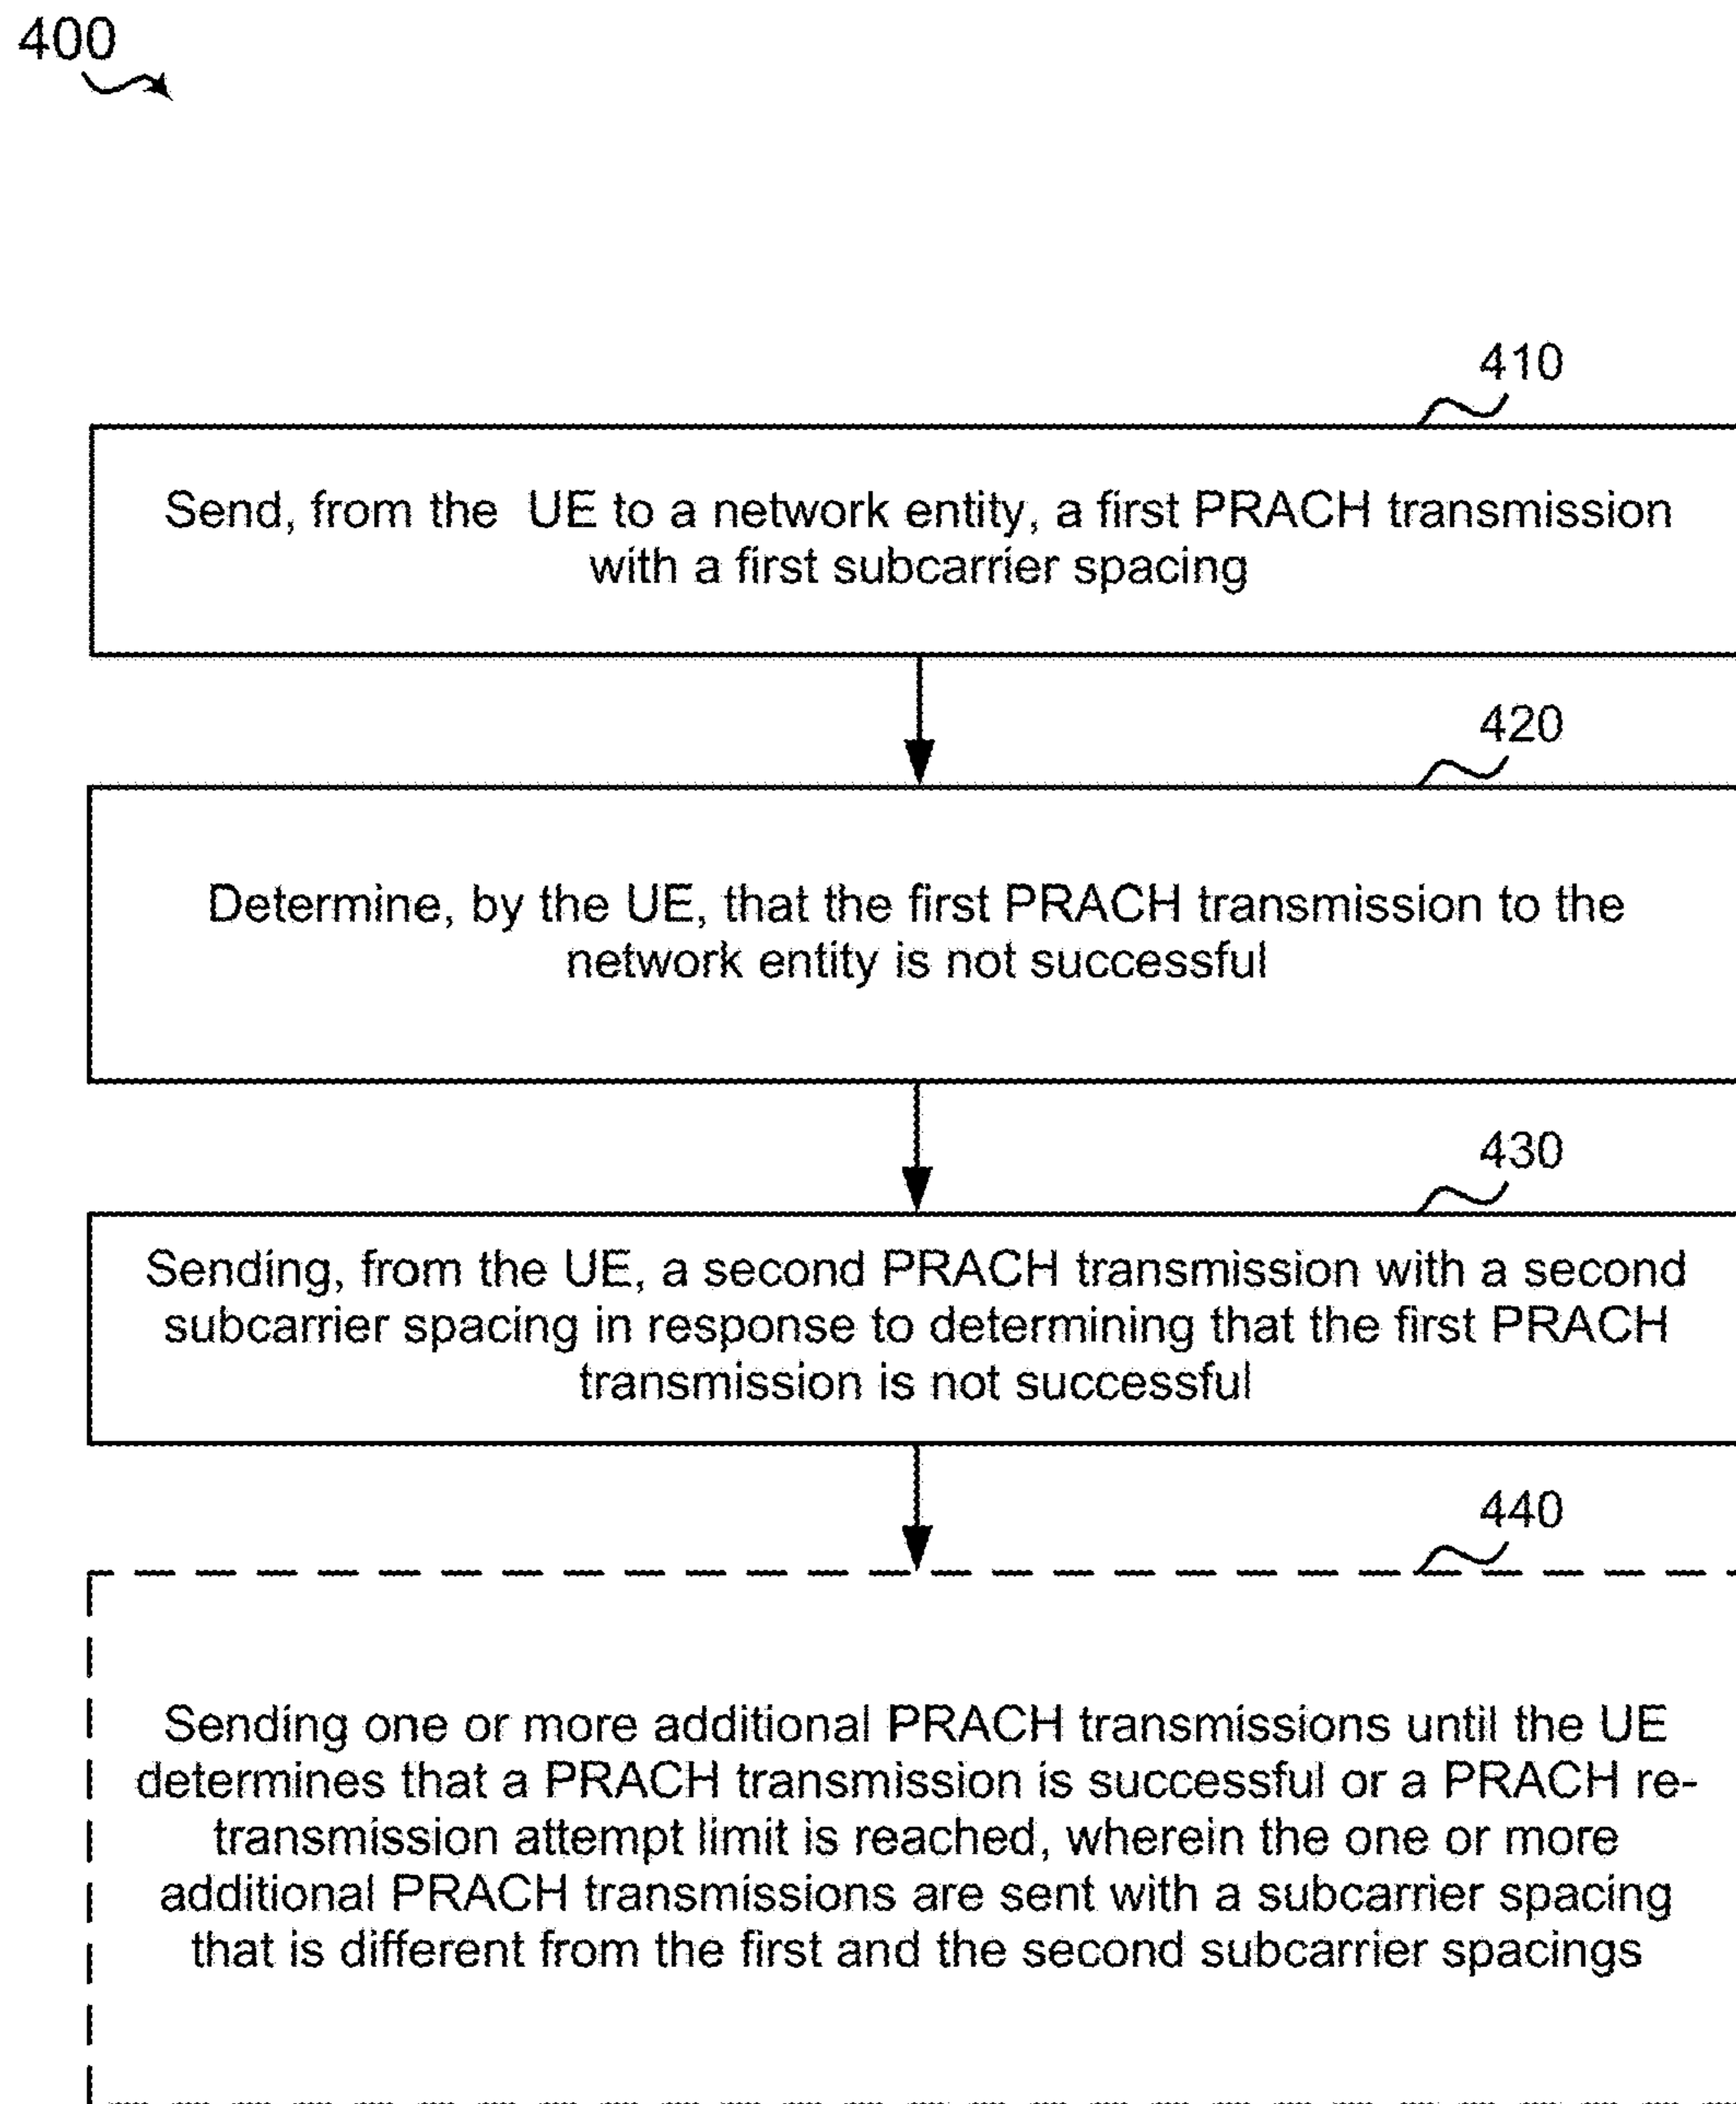 400
410
Send, from the UE to a network entity, a first PRACH transmission
with a first subcarrier spacing
420
Determine, by the UE, that the first PRACH transmission to the
network entity is not successful
430
Sending, from the UE, a second PRACH transmission with a second
subcarrier spacing in response to determining that the first PRACH
transmission is not successful
440
Sending one or more additional PRACH transmissions until the UE
determines that a PRACH transmission is successful or a PRACH re-
transmission attempt limit is reached, wherein the one or more
additional PRACH transmissions are sent with a subcarrier spacing
that is different from the first and the second subcarrier spacings